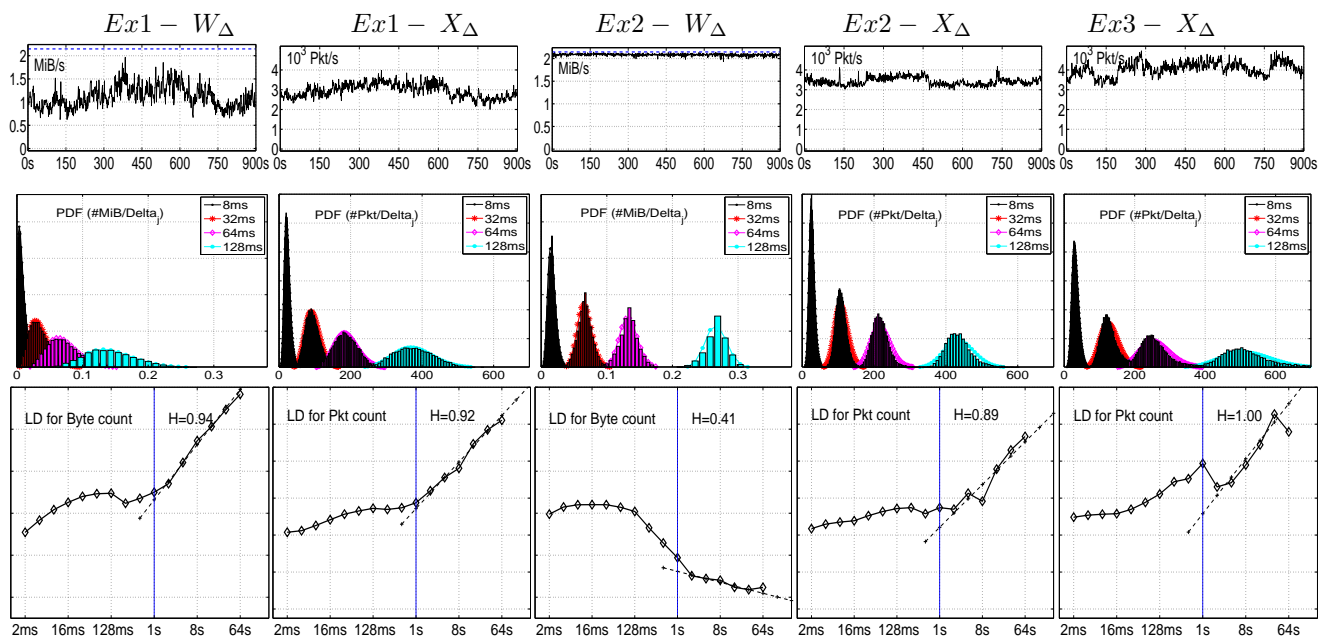 Ex1 – W_Δ
Ex1 – X_Δ
Ex2 – W_Δ
Ex2 – X_Δ
Ex3 – X_Δ
2
1.5
1
0.5
0
MiB/s
0s 150 300 450 600 750 900s
4
3
2
1
0
10^3 Pkt/s
0s 150 300 450 600 750 900s
2
1.5
1
0.5
0
MiB/s
0s 150 300 450 600 750 900s
4
3
2
1
0
10^3 Pkt/s
0s 150 300 450 600 750 900s
4
3
2
1
0
10^3 Pkt/s
0s 150 300 450 600 750 900s
PDF (#MiB/Delta_j)
8ms
32ms
64ms
128ms
0 0.1 0.2 0.3
PDF (#Pkt/Delta_j)
8ms
32ms
64ms
128ms
0 200 400 600
PDF (#MiB/Delta_j)
8ms
32ms
64ms
128ms
0 0.1 0.2 0.3
PDF (#Pkt/Delta_j)
8ms
32ms
64ms
128ms
0 200 400 600
PDF (#Pkt/Delta_j)
8ms
32ms
64ms
128ms
0 200 400 600
LD for Byte count H=0.94
2ms 16ms 128ms 1s 8s 64s
LD for Pkt count H=0.92
2ms 16ms 128ms 1s 8s 64s
LD for Byte count H=0.41
2ms 16ms 128ms 1s 8s 64s
LD for Pkt count H=0.89
2ms 16ms 128ms 1s 8s 64s
LD for Pkt count H=1.00
2ms 16ms 128ms 1s 8s 64s